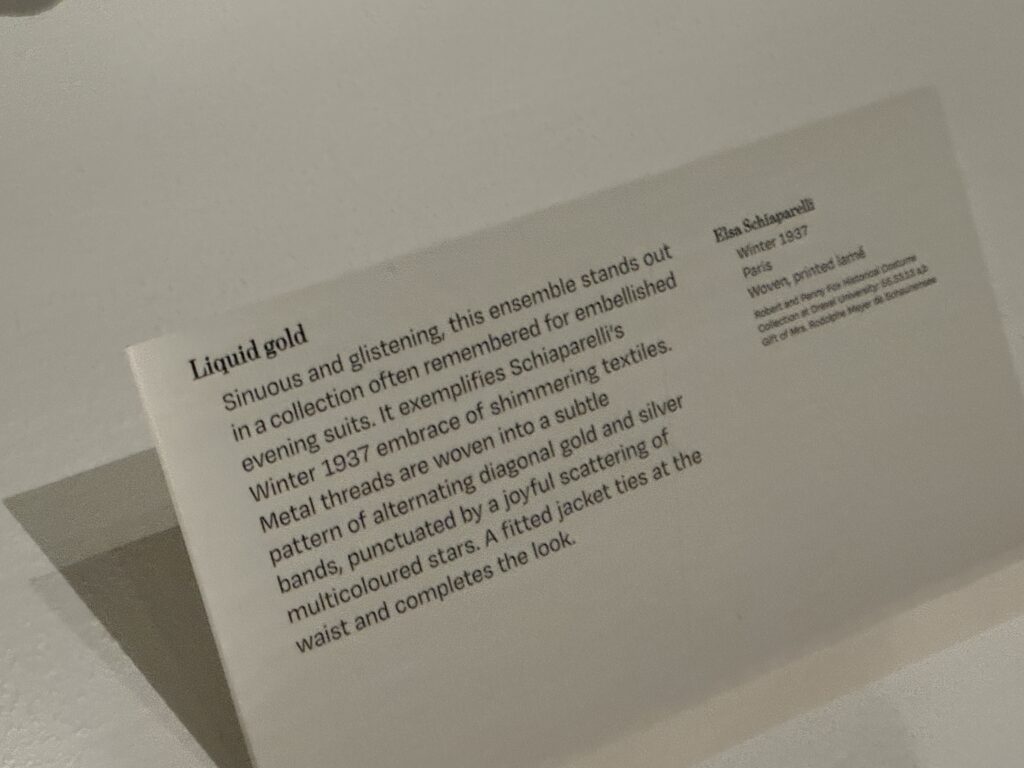 Liquid gold
Sinuous and glistening, this ensemble stands out
in a collection often remembered for embellished
evening suits. It exemplifies Schiaparelli's
Winter 1937 embrace of shimmering textiles.
Metal threads are woven into a subtle
pattern of alternating diagonal gold and silver
bands, punctuated by a joyful scattering of
multicoloured stars. A fitted jacket ties at the
waist and completes the look.
Elsa Schiaparelli
Winter 1937
Paris
Woven, printed lamé
Robert and Penny Fox Historical Costume
Collection at Drexel University:
Gift of Mrs. Rodolphe Meyer de Schauensee